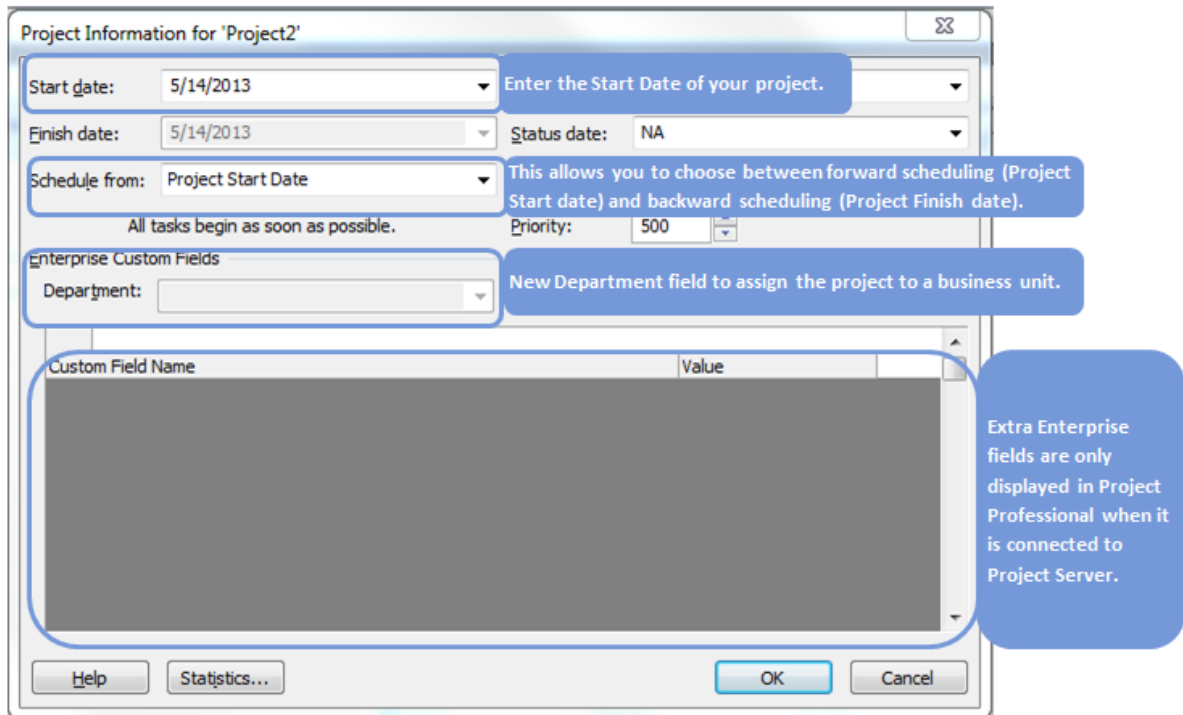 Project Information for 'Project2'
Start date: 5/14/2013 Enter the Start Date of your project.
Finish date: 5/14/2013 Status date: NA
Schedule from: Project Start Date This allows you to choose between forward scheduling (Project
Start date) and backward scheduling (Project Finish date).
All tasks begin as soon as possible. Priority: 500
Enterprise Custom Fields
Department: New Department field to assign the project to a business unit.
Custom Field Name Value
Extra Enterprise
fields are only
displayed in Project
Professional when it
is connected to
Project Server.
Help Statistics... OK Cancel